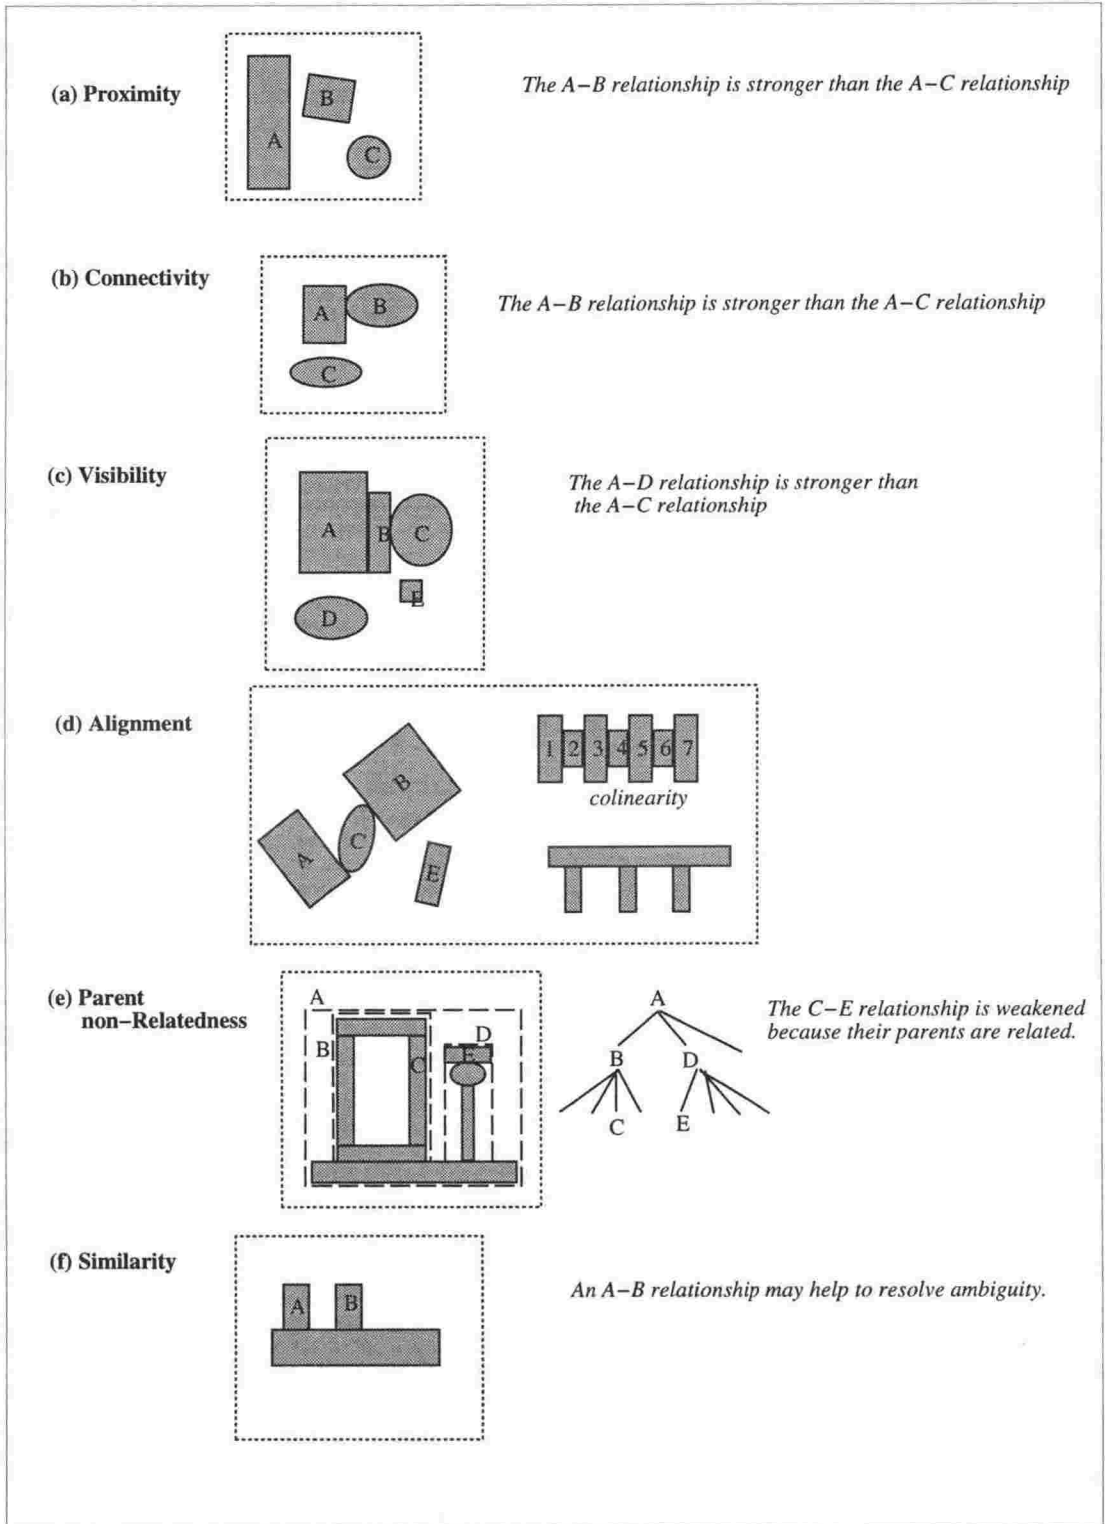 (a) Proximity
A
B
C
The A–B relationship is stronger than the A–C relationship
(b) Connectivity
A
B
C
The A–B relationship is stronger than the A–C relationship
(c) Visibility
A
B
C
D
E
The A–D relationship is stronger than
the A–C relationship
(d) Alignment
A
B
C
E
1 2 3 4 5 6 7
colinearity
(e) Parent
non–Relatedness
A
B
C
D
E
A
B D
C E
The C–E relationship is weakened
because their parents are related.
(f) Similarity
A B
An A–B relationship may help to resolve ambiguity.